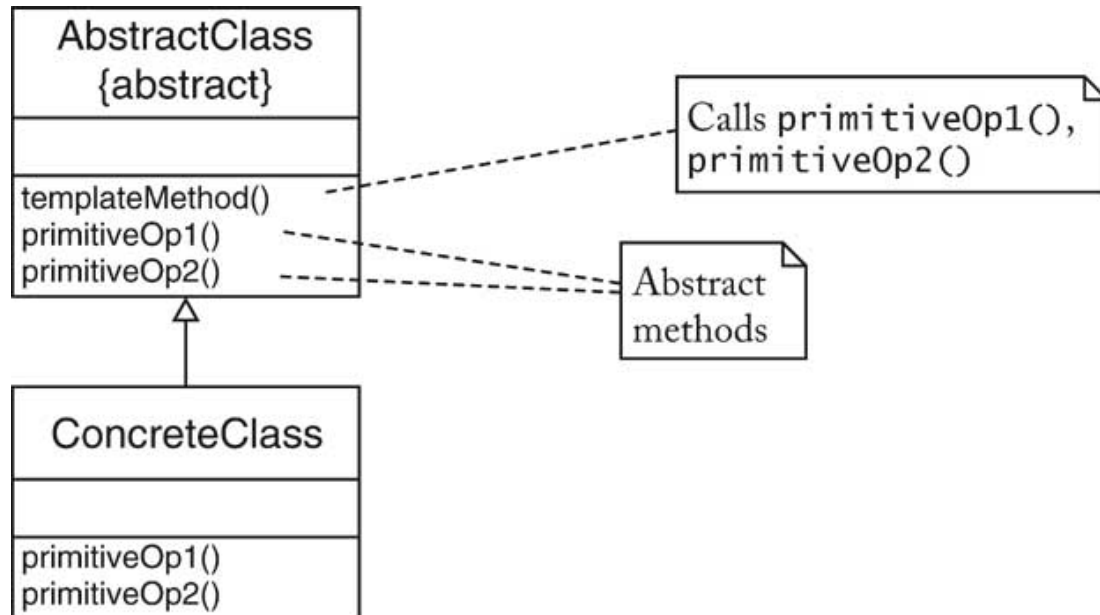 AbstractClass
{abstract}
templateMethod()
primitiveOp1()
primitiveOp2()
Calls primitiveOp1(),
primitiveOp2()
Abstract
methods
ConcreteClass
primitiveOp1()
primitiveOp2()